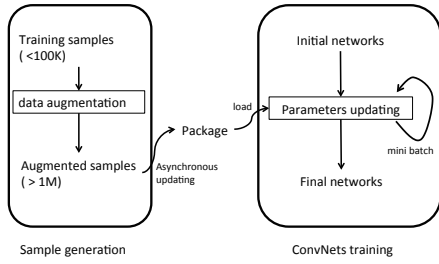 Training samples
( <100K)
data augmentation
Augmented samples
( > 1M)
Asynchronous
updating
Package
load
Initial networks
Parameters updating
mini batch
Final networks
Sample generation
ConvNets training